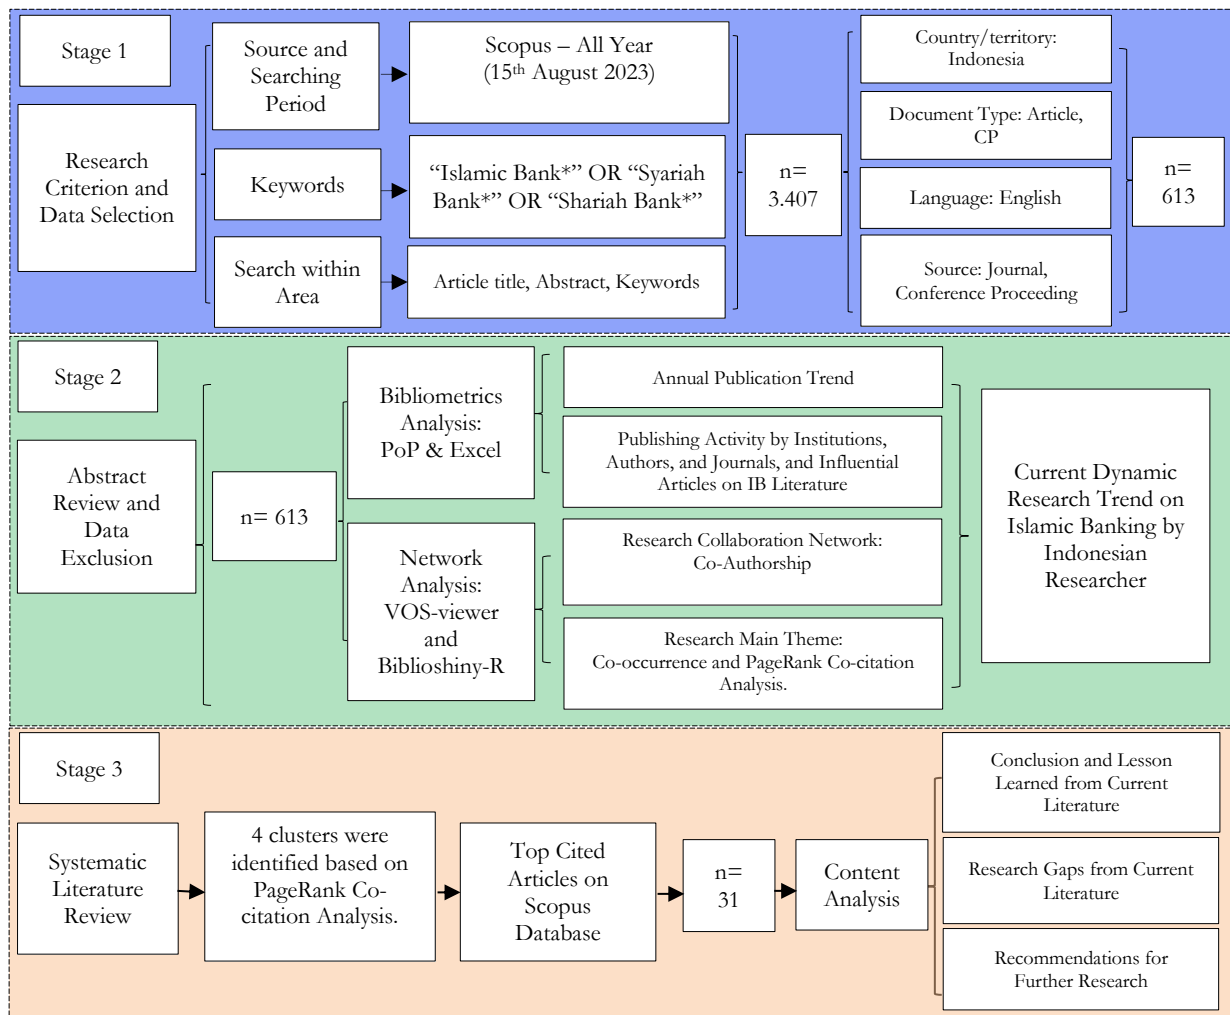 Stage 1
Research
Criterion and
Data Selection
Source and
Searching
Period
Scopus – All Year
(15th August 2023)
Keywords
“Islamic Bank*” OR “Syariah
Bank*” OR “Shariah Bank*”
Search within
Area
Article title, Abstract, Keywords
n=
3.407
Country/territory:
Indonesia
Document Type: Article,
CP
Language: English
Source: Journal,
Conference Proceeding
n=
613
Stage 2
Abstract
Review and
Data
Exclusion
n= 613
Bibliometrics
Analysis:
PoP & Excel
Annual Publication Trend
Publishing Activity by Institutions,
Authors, and Journals, and Influential
Articles on IB Literature
Network
Analysis:
VOS-viewer
and
Biblioshiny-R
Research Collaboration Network:
Co-Authorship
Research Main Theme:
Co-occurrence and PageRank Co-citation
Analysis.
Current Dynamic
Research Trend on
Islamic Banking by
Indonesian
Researcher
Stage 3
Systematic
Literature
Review
4 clusters were
identified based on
PageRank Co-
citation Analysis.
Top Cited
Articles on
Scopus
Database
n=
31
Content
Analysis
Conclusion and Lesson
Learned from Current
Literature
Research Gaps from Current
Literature
Recommendations for
Further Research